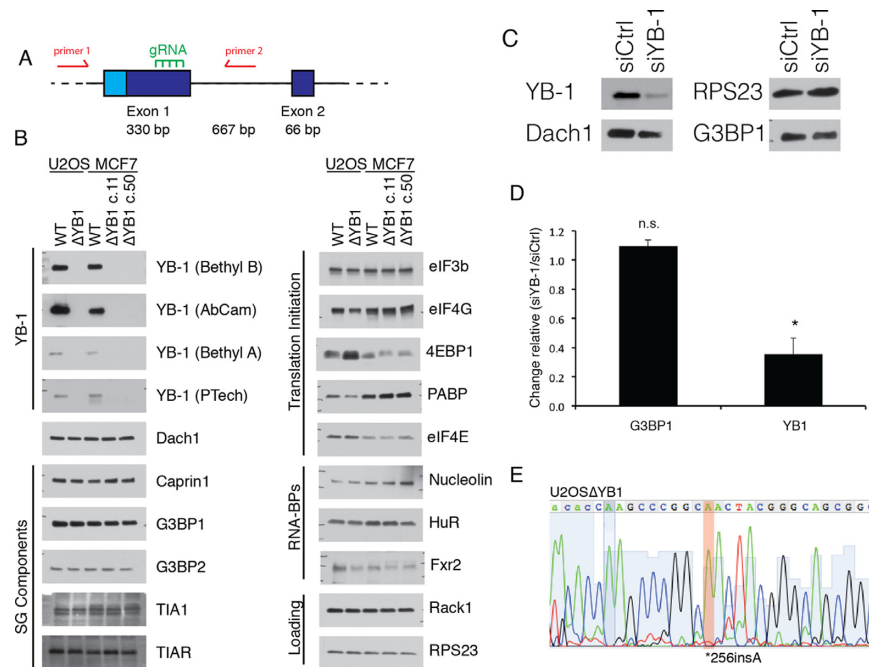 A
primer 1
gRNA
primer 2
Exon 1
330 bp
667 bp
Exon 2
66 bp
B
U2OS MCF7
WT
ΔYB1
WT
ΔYB1 c.11
ΔYB1 c.50
YB-1
YB-1 (Bethyl B)
YB-1 (AbCam)
YB-1 (Bethyl A)
YB-1 (PTech)
Dach1
SG Components
Caprin1
G3BP1
G3BP2
TIA1
TIAR
U2OS MCF7
WT
ΔYB1
WT
ΔYB1 c.11
ΔYB1 c.50
Translation Initiation
eIF3b
eIF4G
4EBP1
PABP
eIF4E
RNA-BPs
Nucleolin
HuR
Fxr2
Loading
Rack1
RPS23
C
siCtrl
siYB-1
YB-1
Dach1
siCtrl
siYB-1
RPS23
G3BP1
D
Change relative (siYB-1/siCtrl)
1.2
1.0
0.8
0.6
0.4
0.2
0.0
n.s.
*
G3BP1
YB1
E
U2OSΔYB1
a c a c c A A G C C C G G C A A C T A C G G G C A G C G G C
*256insA